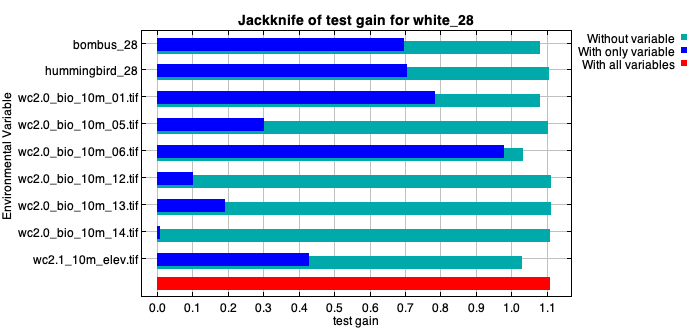 Jackknife of test gain for white_28
Without variable
With only variable
With all variables
Environmental Variable
bombus_28
hummingbird_28
wc2.0_bio_10m_01.tif
wc2.0_bio_10m_05.tif
wc2.0_bio_10m_06.tif
wc2.0_bio_10m_12.tif
wc2.0_bio_10m_13.tif
wc2.0_bio_10m_14.tif
wc2.1_10m_elev.tif
0.0 0.1 0.2 0.3 0.4 0.5 0.6 0.7 0.8 0.9 1.0 1.1
test gain